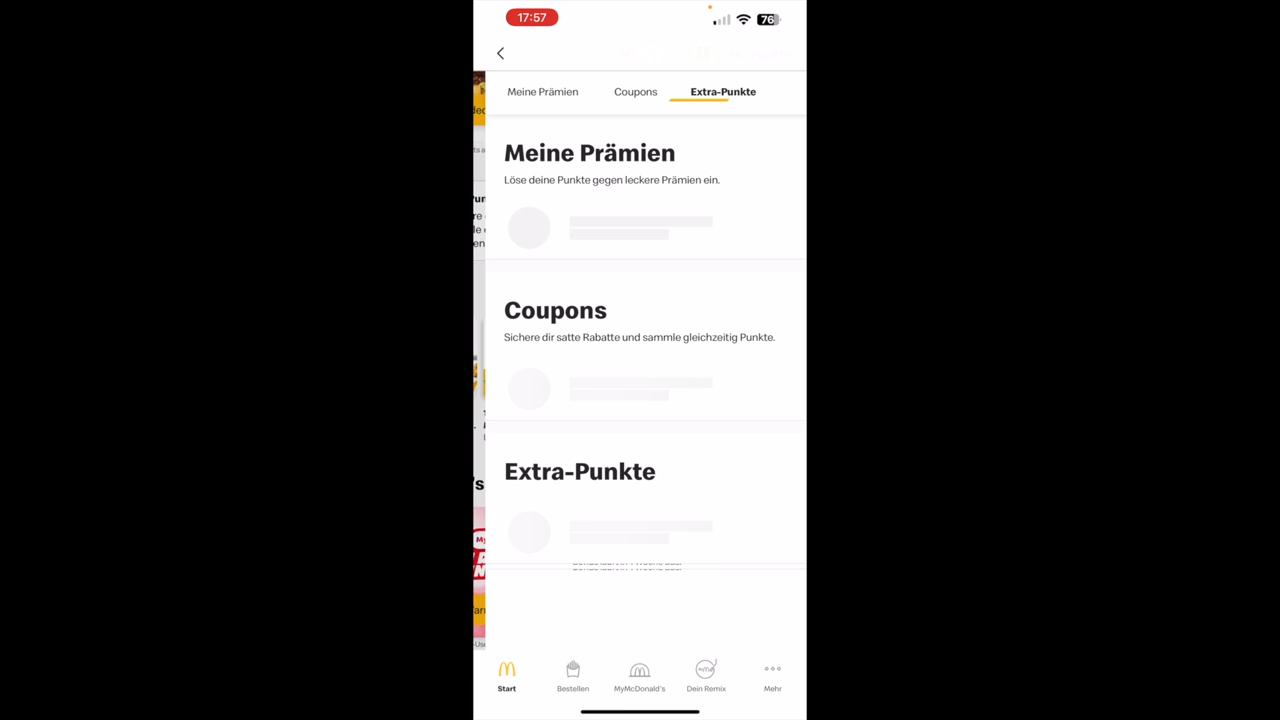 17:57
76
Meine Prämien
Coupons
Extra-Punkte
Meine Prämien
Löse deine Punkte gegen leckere Prämien ein.
Coupons
Sichere dir satte Rabatte und sammle gleichzeitig Punkte.
Extra-Punkte
Start
Bestellen
MyMcDonald's
Dein Remix
Mehr